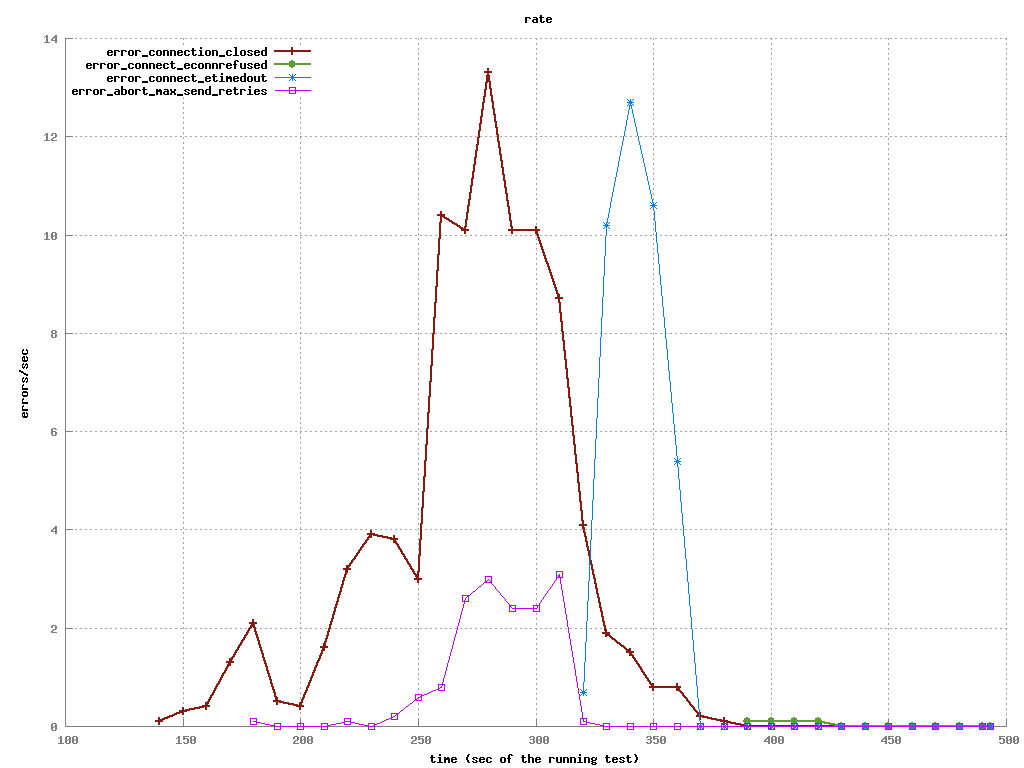 rate
error_connection_closed
error_connect_econnrefused
error_connect_etimedout
error_abort_max_send_retries
14
12
10
8
6
4
2
0
errors/sec
100 150 200 250 300 350 400 450 500
time (sec of the running test)